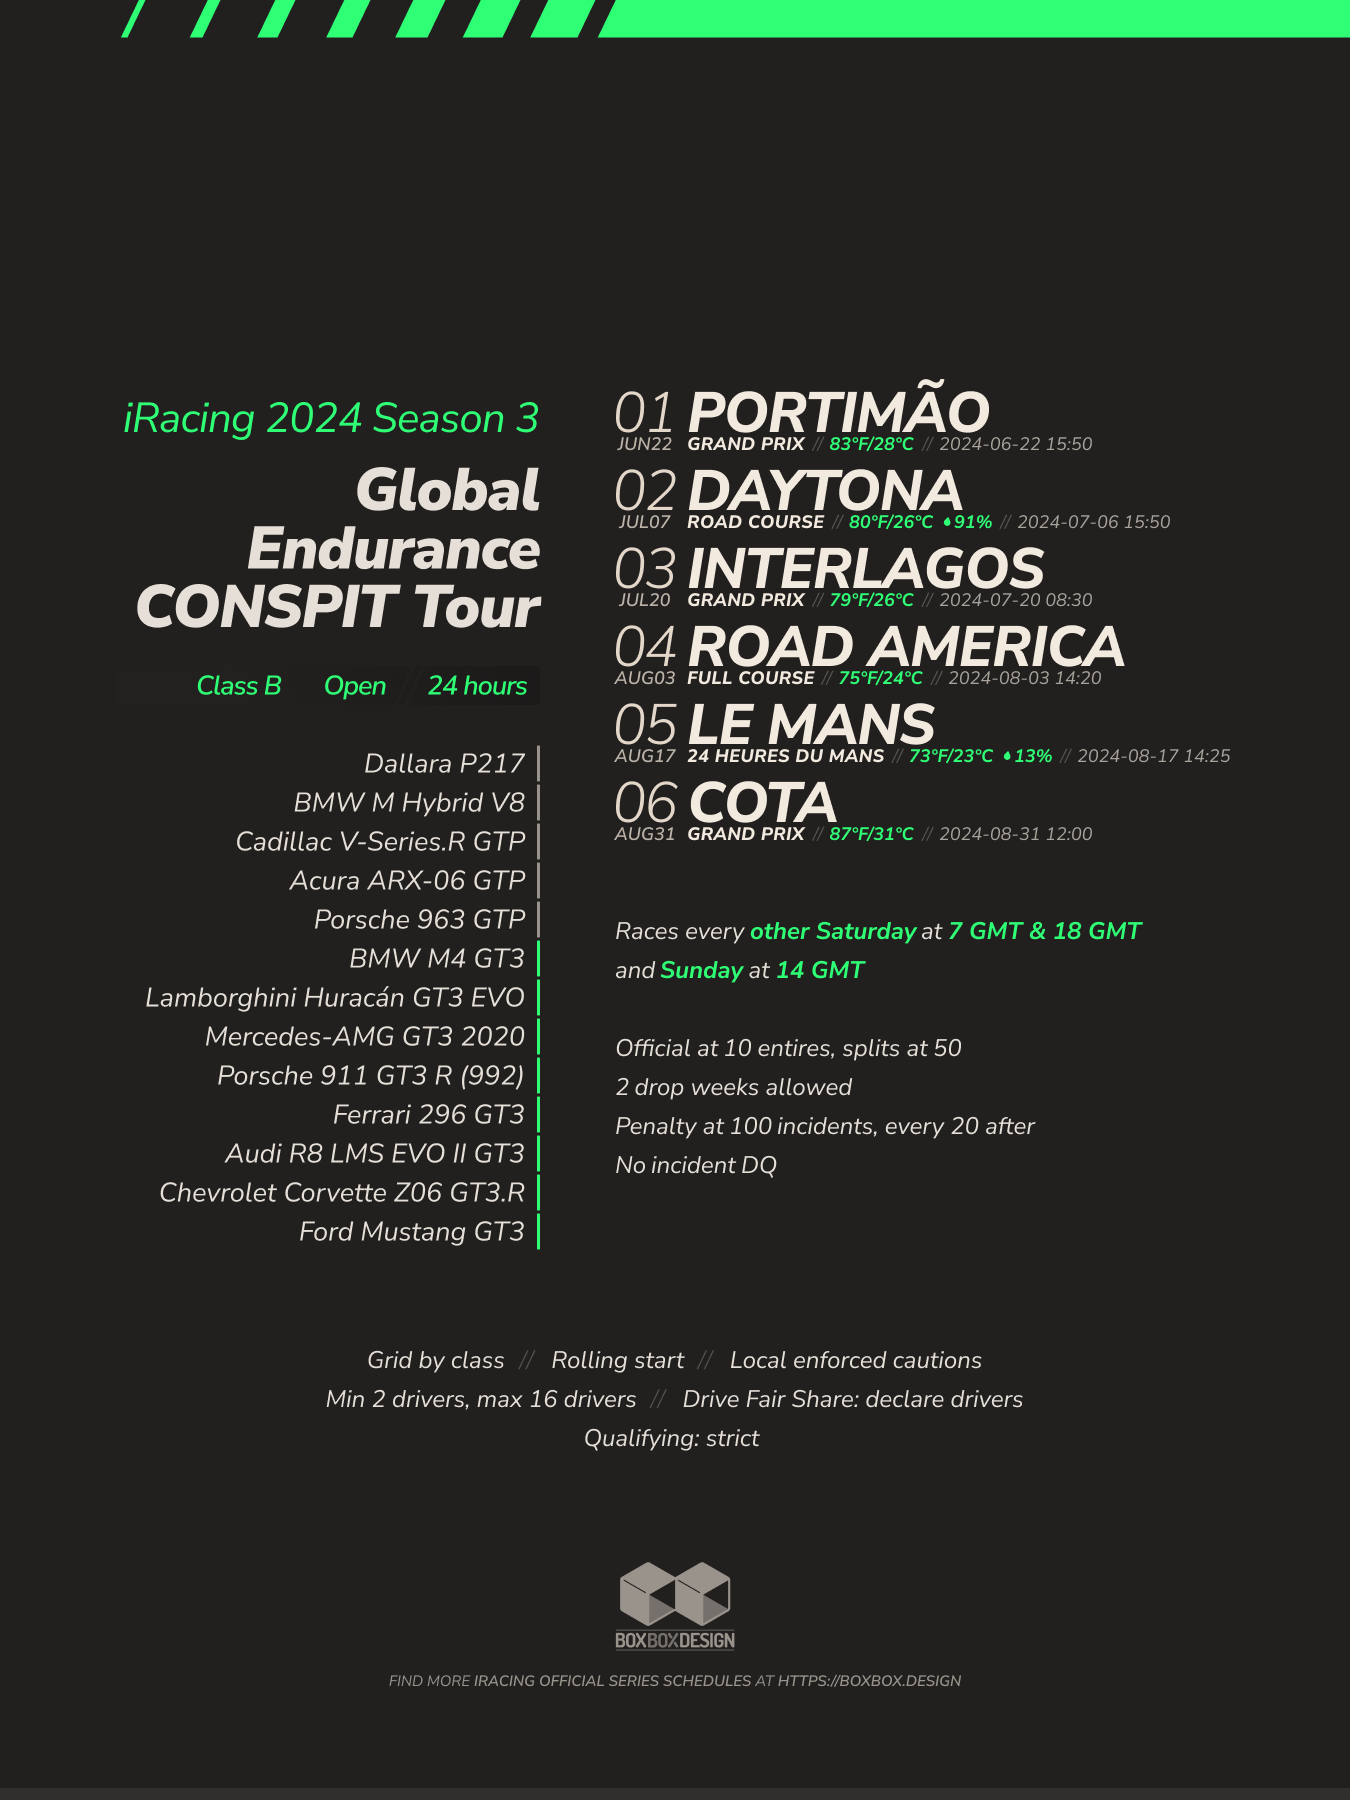 iRacing 2024 Season 3
Global
Endurance
CONSPIT Tour
Class B Open // 24 hours
Dallara P217
BMW M Hybrid V8
Cadillac V-Series.R GTP
Acura ARX-06 GTP
Porsche 963 GTP
BMW M4 GT3
Lamborghini Huracán GT3 EVO
Mercedes-AMG GT3 2020
Porsche 911 GT3 R (992)
Ferrari 296 GT3
Audi R8 LMS EVO II GT3
Chevrolet Corvette Z06 GT3.R
Ford Mustang GT3
01 PORTIMÃO
JUN22 GRAND PRIX // 83°F/28°C // 2024-06-22 15:50
02 DAYTONA
JUL07 ROAD COURSE // 80°F/26°C 91% // 2024-07-06 15:50
03 INTERLAGOS
JUL20 GRAND PRIX // 79°F/26°C // 2024-07-20 08:30
04 ROAD AMERICA
AUG03 FULL COURSE // 75°F/24°C // 2024-08-03 14:20
05 LE MANS
AUG17 24 HEURES DU MANS // 73°F/23°C 13% // 2024-08-17 14:25
06 COTA
AUG31 GRAND PRIX // 87°F/31°C // 2024-08-31 12:00
Races every other Saturday at 7 GMT & 18 GMT
and Sunday at 14 GMT
Official at 10 entires, splits at 50
2 drop weeks allowed
Penalty at 100 incidents, every 20 after
No incident DQ
Grid by class // Rolling start // Local enforced cautions
Min 2 drivers, max 16 drivers // Drive Fair Share: declare drivers
Qualifying: strict
BOXBOXDESIGN
FIND MORE IRACING OFFICIAL SERIES SCHEDULES AT HTTPS://BOXBOX.DESIGN